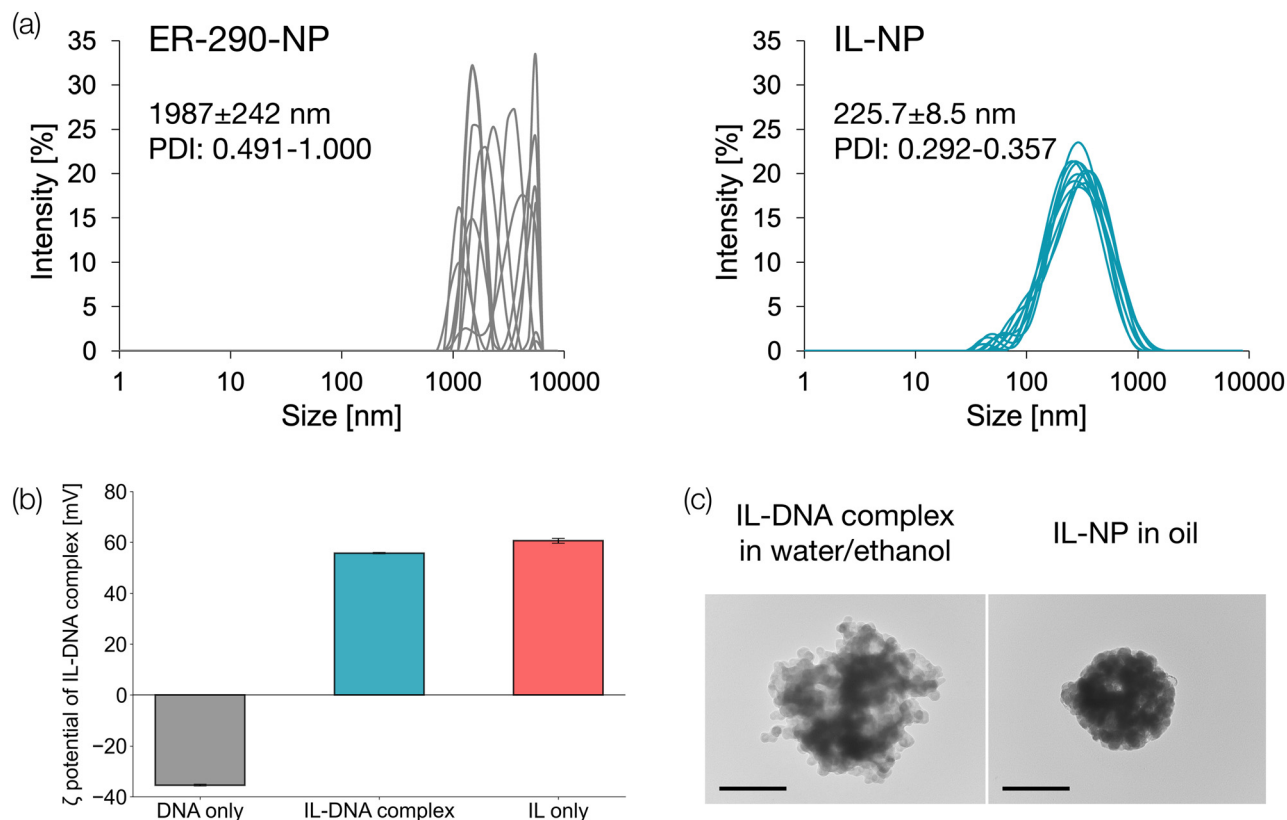 (a)
ER-290-NP
1987±242 nm
PDI: 0.491-1.000
Intensity [%]
35
30
25
20
15
10
5
0
1 10 100 1000 10000
Size [nm]
IL-NP
225.7±8.5 nm
PDI: 0.292-0.357
Intensity [%]
35
30
25
20
15
10
5
0
1 10 100 1000 10000
Size [nm]
(b)
ζ potential of IL-DNA complex [mV]
80
60
40
20
0
−20
−40
DNA only IL-DNA complex IL only
(c)
IL-DNA complex
in water/ethanol
IL-NP in oil